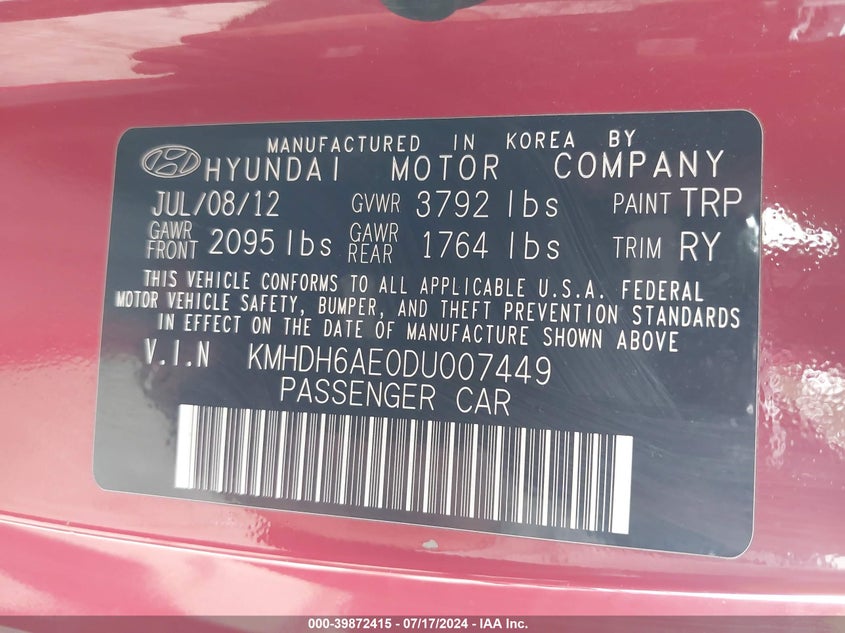 MANUFACTURED IN KOREA BY
HYUNDAI MOTOR COMPANY
JUL/08/12 GVWR 3792 lbs PAINT TRP
GAWR FRONT 2095 lbs GAWR REAR 1764 lbs TRIM RY
THIS VEHICLE CONFORMS TO ALL APPLICABLE U.S.A. FEDERAL
MOTOR VEHICLE SAFETY, BUMPER, AND THEFT PREVENTION STANDARDS
IN EFFECT ON THE DATE OF MANUFACTURE SHOWN ABOVE
V.I.N KMHDH6AE0DU007449
PASSENGER CAR
000-39872415 - 07/17/2024 - IAA Inc.